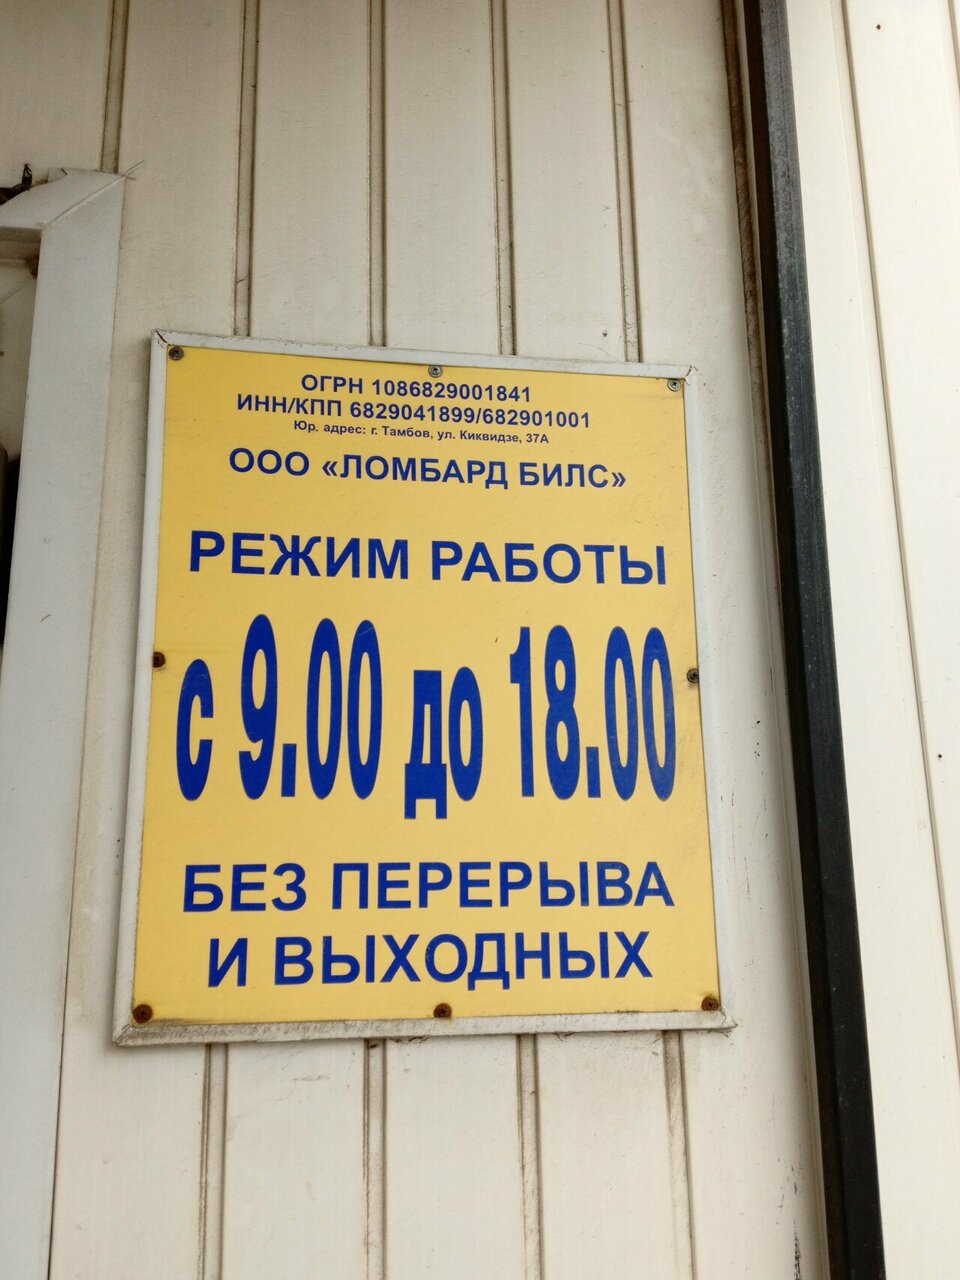 ОГРН 1086829001841
ИНН/КПП 6829041899/682901001
Юр. адрес: г. Тамбов, ул. Киквидзе, 37А
ООО «ЛОМБАРД БИЛС»
РЕЖИМ РАБОТЫ
с 9.00 до 18.00
БЕЗ ПЕРЕРЫВА
И ВЫХОДНЫХ